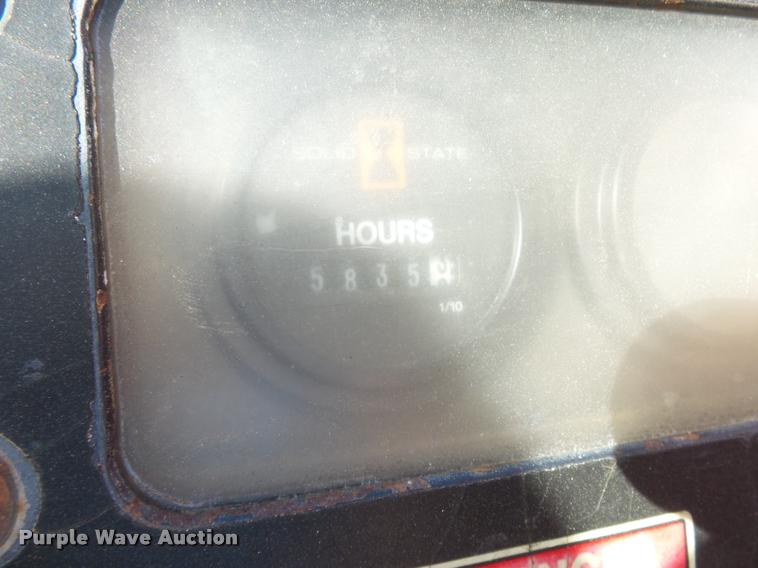 SOLID STATE
HOURS
5835
1/10
Purple Wave Auction